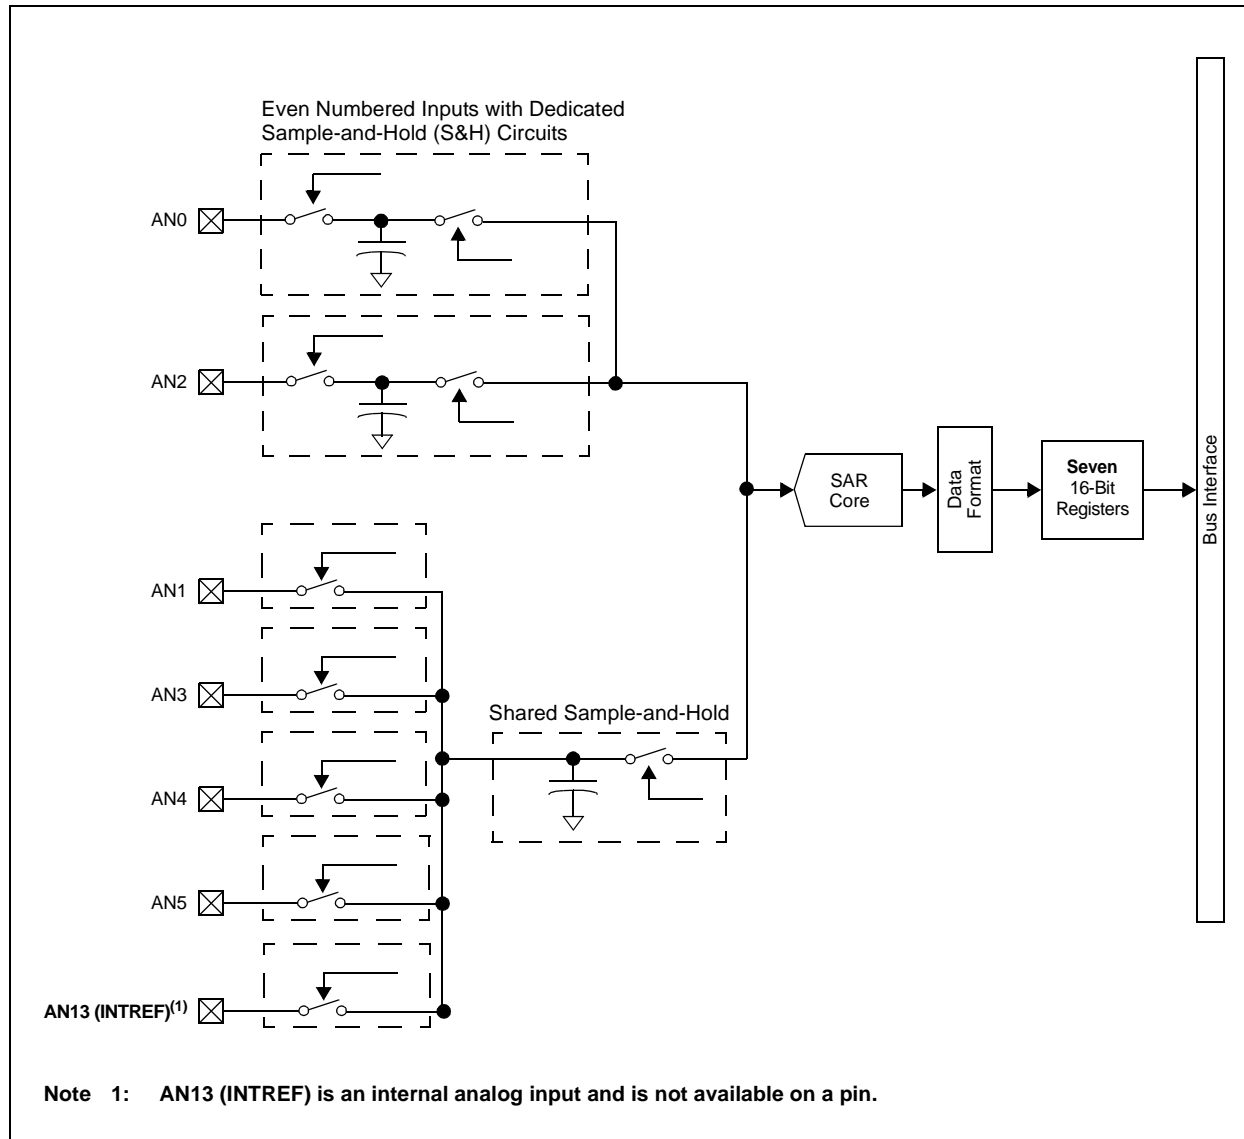 Even Numbered Inputs with Dedicated
Sample-and-Hold (S&H) Circuits
AN0
AN2
SAR
Core
Data
Format
Seven
16-Bit
Registers
Bus Interface
AN1
AN3
Shared Sample-and-Hold
AN4
AN5
AN13 (INTREF)(1)
Note 1: AN13 (INTREF) is an internal analog input and is not available on a pin.